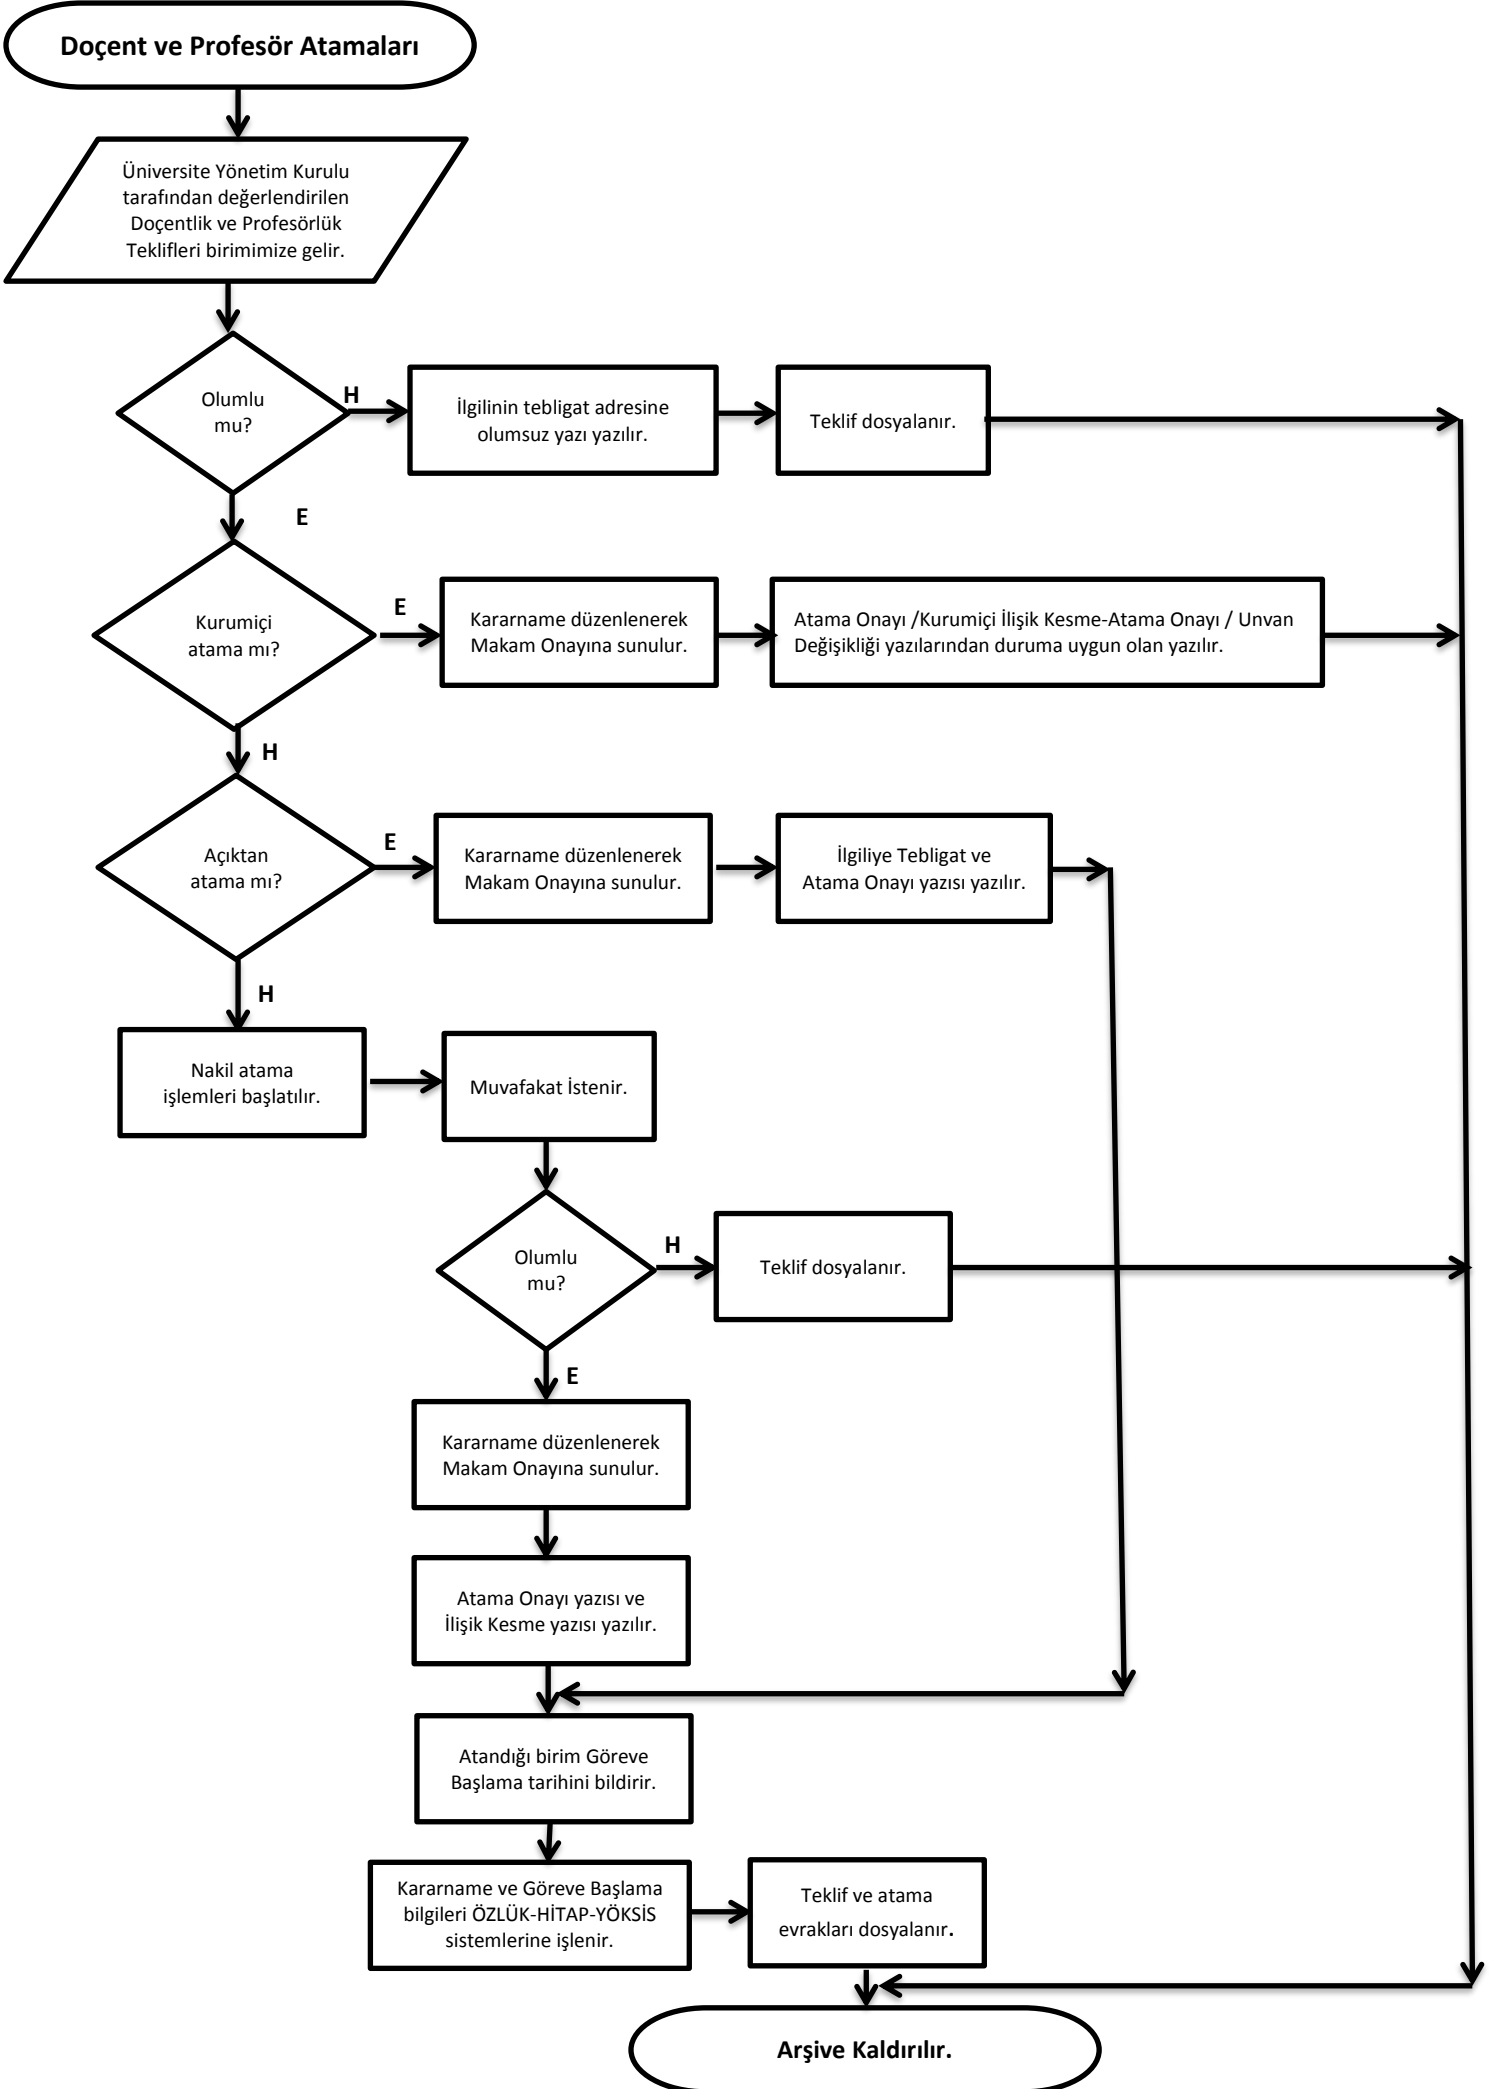 Doçent ve Profesör Atamaları
Üniversite Yönetim Kurulu
tarafından değerlendirilen
Doçentlik ve Profesörlük
Teklifleri birimimize gelir.
Olumlu
mu?
H
İlgilinin tebligat adresine
olumsuz yazı yazılır.
Teklif dosyalanır.
E
Kurumiçi
atama mı?
E
Kararname düzenlenerek
Makam Onayına sunulur.
Atama Onayı /Kurumiçi İlişik Kesme-Atama Onayı / Unvan
Değişikliği yazılarından duruma uygun olan yazılır.
H
Açıktan
atama mı?
E
Kararname düzenlenerek
Makam Onayına sunulur.
İlgiliye Tebligat ve
Atama Onayı yazısı yazılır.
H
Nakil atama
işlemleri başlatılır.
Muvafakat İstenir.
Olumlu
mu?
H
Teklif dosyalanır.
E
Kararname düzenlenerek
Makam Onayına sunulur.
Atama Onayı yazısı ve
İlişik Kesme yazısı yazılır.
Atandığı birim Göreve
Başlama tarihini bildirir.
Kararname ve Göreve Başlama
bilgileri ÖZLÜK-HİTAP-YÖKSİS
sistemlerine işlenir.
Teklif ve atama
evrakları dosyalanır.
Arşive Kaldırılır.